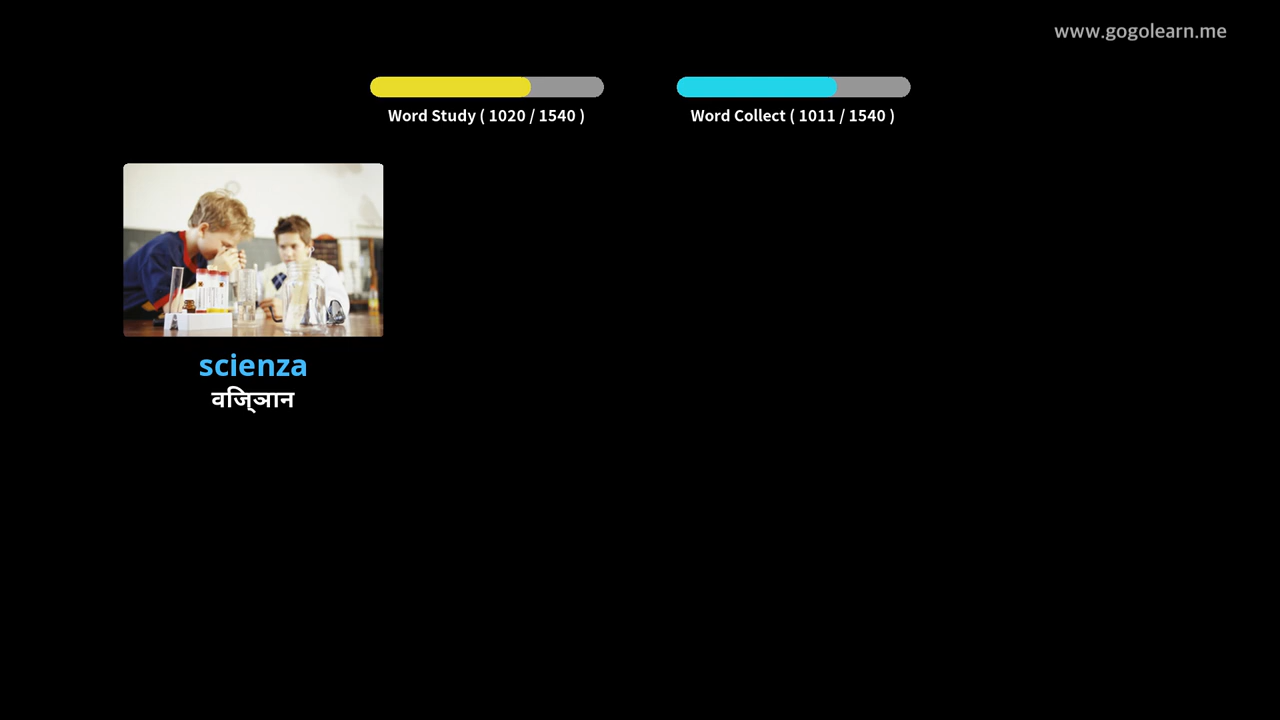 www.gogolearn.me
Word Study ( 1020 / 1540 )
Word Collect ( 1011 / 1540 )
scienza
विज्ञान